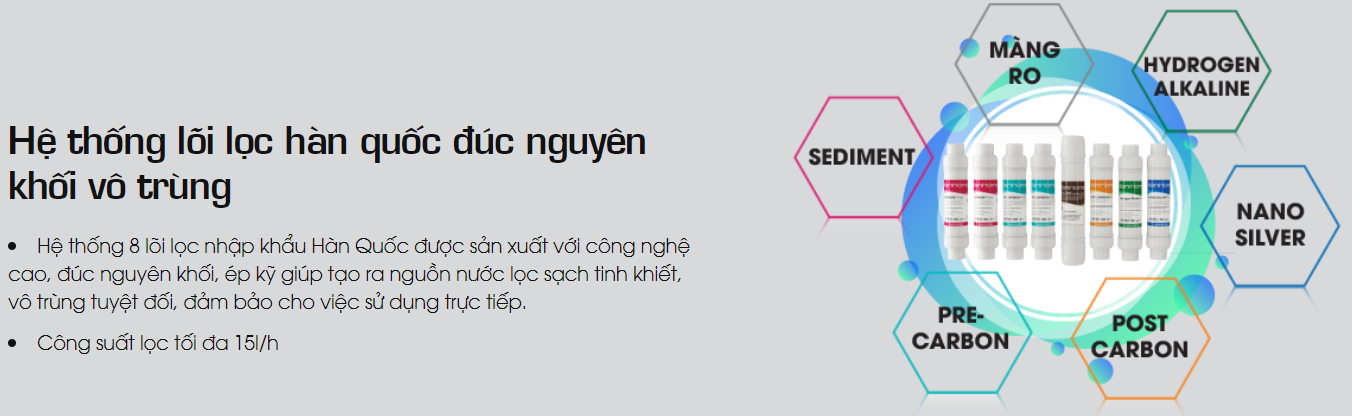 Hệ thống lõi lọc hàn quốc đúc nguyên
khối vô trùng
Hệ thống 8 lõi lọc nhập khẩu Hàn Quốc được sản xuất với công nghệ
cao, đúc nguyên khối, ép kỹ giúp tạo ra nguồn nước lọc sạch tinh khiết,
vô trùng tuyệt đối, đảm bảo cho việc sử dụng trực tiếp.
Công suất lọc tối đa 15l/h
MÀNG
RO
HYDROGEN
ALKALINE
SEDIMENT
NANO
SILVER
PRE-
CARBON
POST
CARBON